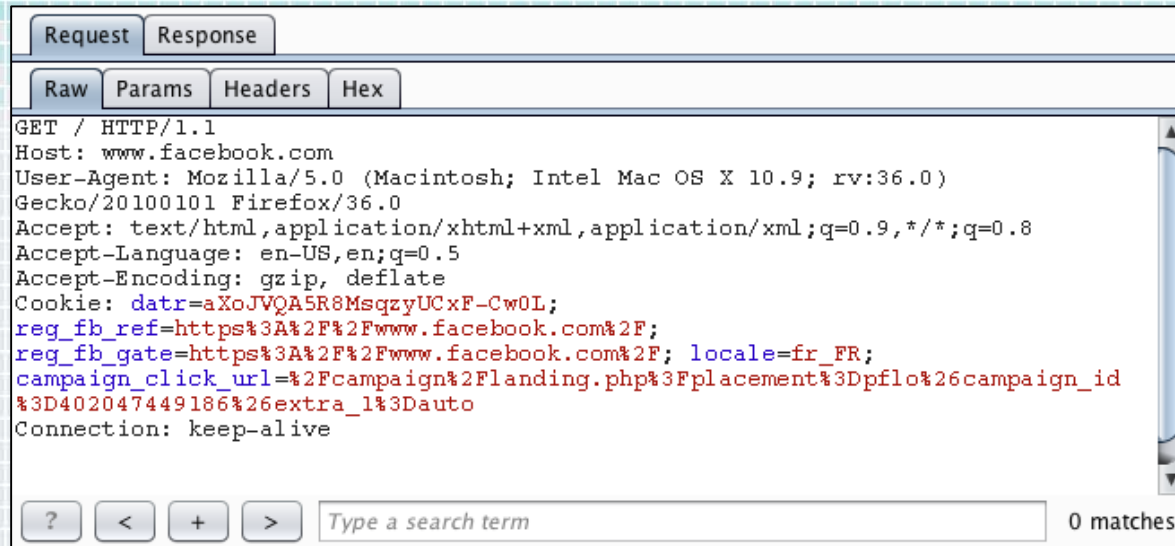 Request Response
Raw Params Headers Hex
GET / HTTP/1.1
Host: www.facebook.com
User-Agent: Mozilla/5.0 (Macintosh; Intel Mac OS X 10.9; rv:36.0)
Gecko/20100101 Firefox/36.0
Accept: text/html,application/xhtml+xml,application/xml;q=0.9,*/*;q=0.8
Accept-Language: en-US,en;q=0.5
Accept-Encoding: gzip, deflate
Cookie: datr=aXoJVQA5R8MsqzyUCxF-Cw0L;
reg_fb_ref=https%3A%2F%2Fwww.facebook.com%2F;
reg_fb_gate=https%3A%2F%2Fwww.facebook.com%2F; locale=fr_FR;
campaign_click_url=%2Fcampaign%2Flanding.php%3Fplacement%3Dpflo%26campaign_id
%3D402047449186%26extra_1%3Dauto
Connection: keep-alive
? < + > Type a search term 0 matches